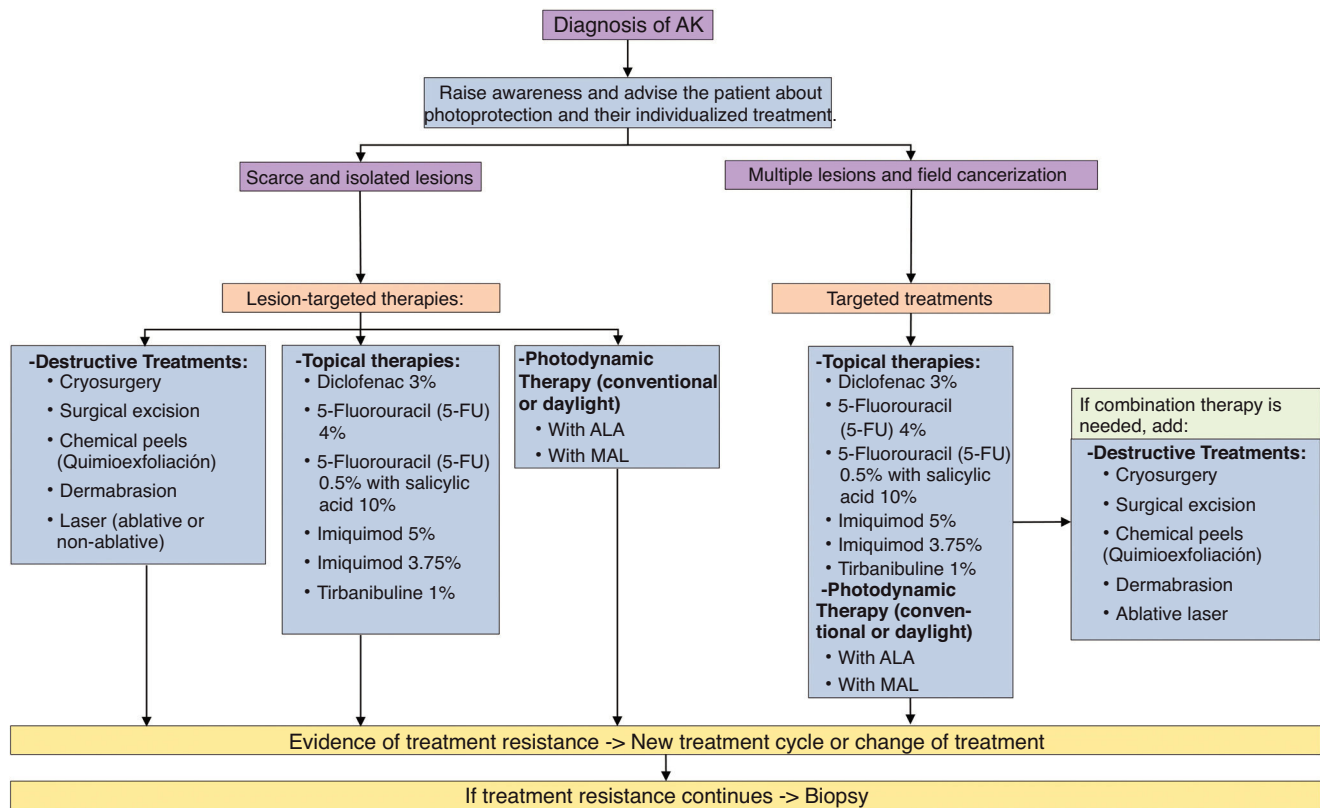 Diagnosis of AK
Raise awareness and advise the patient about
photoprotection and their individualized treatment.
Scarce and isolated lesions
Multiple lesions and field cancerization
Lesion-targeted therapies:
Targeted treatments
-Destructive Treatments:
• Cryosurgery
• Surgical excision
• Chemical peels
(Quimioexfoliación)
• Dermabrasion
• Laser (ablative or
non-ablative)
-Topical therapies:
• Diclofenac 3%
• 5-Fluorouracil (5-FU)
4%
• 5-Fluorouracil (5-FU)
0.5% with salicylic
acid 10%
• Imiquimod 5%
• Imiquimod 3.75%
• Tirbanibuline 1%
-Photodynamic
Therapy (conventional
or daylight)
• With ALA
• With MAL
-Topical therapies:
• Diclofenac 3%
• 5-Fluorouracil
(5-FU) 4%
• 5-Fluorouracil (5-FU)
0.5% with salicylic
acid 10%
• Imiquimod 5%
• Imiquimod 3.75%
• Tirbanibuline 1%
-Photodynamic
Therapy (conven-
tional or daylight)
• With ALA
• With MAL
If combination therapy is
needed, add:
-Destructive Treatments:
• Cryosurgery
• Surgical excision
• Chemical peels
(Quimioexfoliación)
• Dermabrasion
• Ablative laser
Evidence of treatment resistance -> New treatment cycle or change of treatment
If treatment resistance continues -> Biopsy